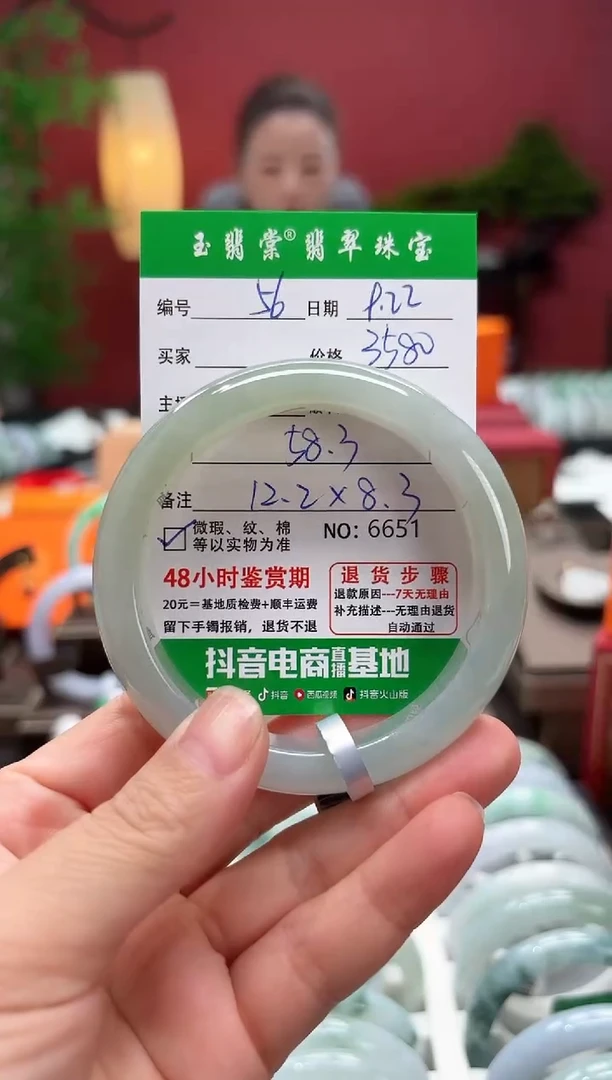 玉翡棠® 翡翠珠宝
编号 56 日期 9.22
买家 价格 3580
58.3
备注 12.2×8.3
微瑕、纹、棉 NO: 6651
等以实物为准
48小时鉴赏期 退货步骤
20元=基地质检费+顺丰运费 退款原因---7天无理由
留下手镯报销，退货不退 补充描述---无理由退货
自动通过
抖音电商直播基地
抖音 西瓜视频 抖音火山版